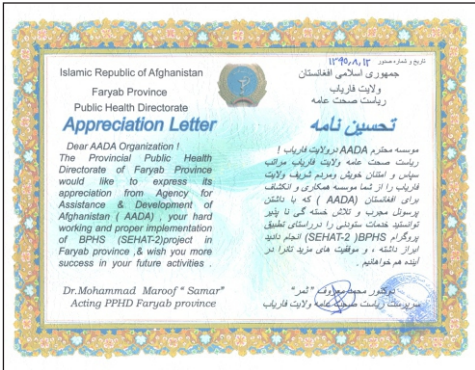 Islamic Republic of Afghanistan
Faryab Province
Public Health Directorate
Appreciation Letter
Dear AADA Organization !
The Provincial Public Health
Directorate of Faryab Province
would like to express its
appreciation from Agency for
Assistance & Development of
Afghanistan ( AADA) , your hard
working and proper implementation
of BPHS (SEHAT-2)project in
Faryab province ,& wish you more
success in your future activities .
Dr.Mohammad Maroof “ Samar”
Acting PPHD Faryab province
تاریخ و شماره صدور
جمهوری اسلامی افغانستان
ولایت فاریاب
ریاست صحت عامه
تحسین نامه
موسسه محترم AADA درولایت فاریاب !
ریاست صحت عامه ولایت فاریاب مراتب
سپاس و امتنان خویش ومردم شریف ولایت
فاریاب را از شما موسسه همکاری و انکشاف
برای افغانستان (AADA ) که با داشتن
پرسونل مجرب و تلاش خسته گی نا پذیر
توانستید خدمات ستودنی را درراستای تطبیق
پروگرام BPHS( SEHAT-2) انجام دادید
ابراز داشته ، و موفقیت های مزید تانرا در
آینده هم خواهانیم .
دوکتور محمد معروف "ثمر"
سرپرست ریاست صحت عامه ولایت فاریاب